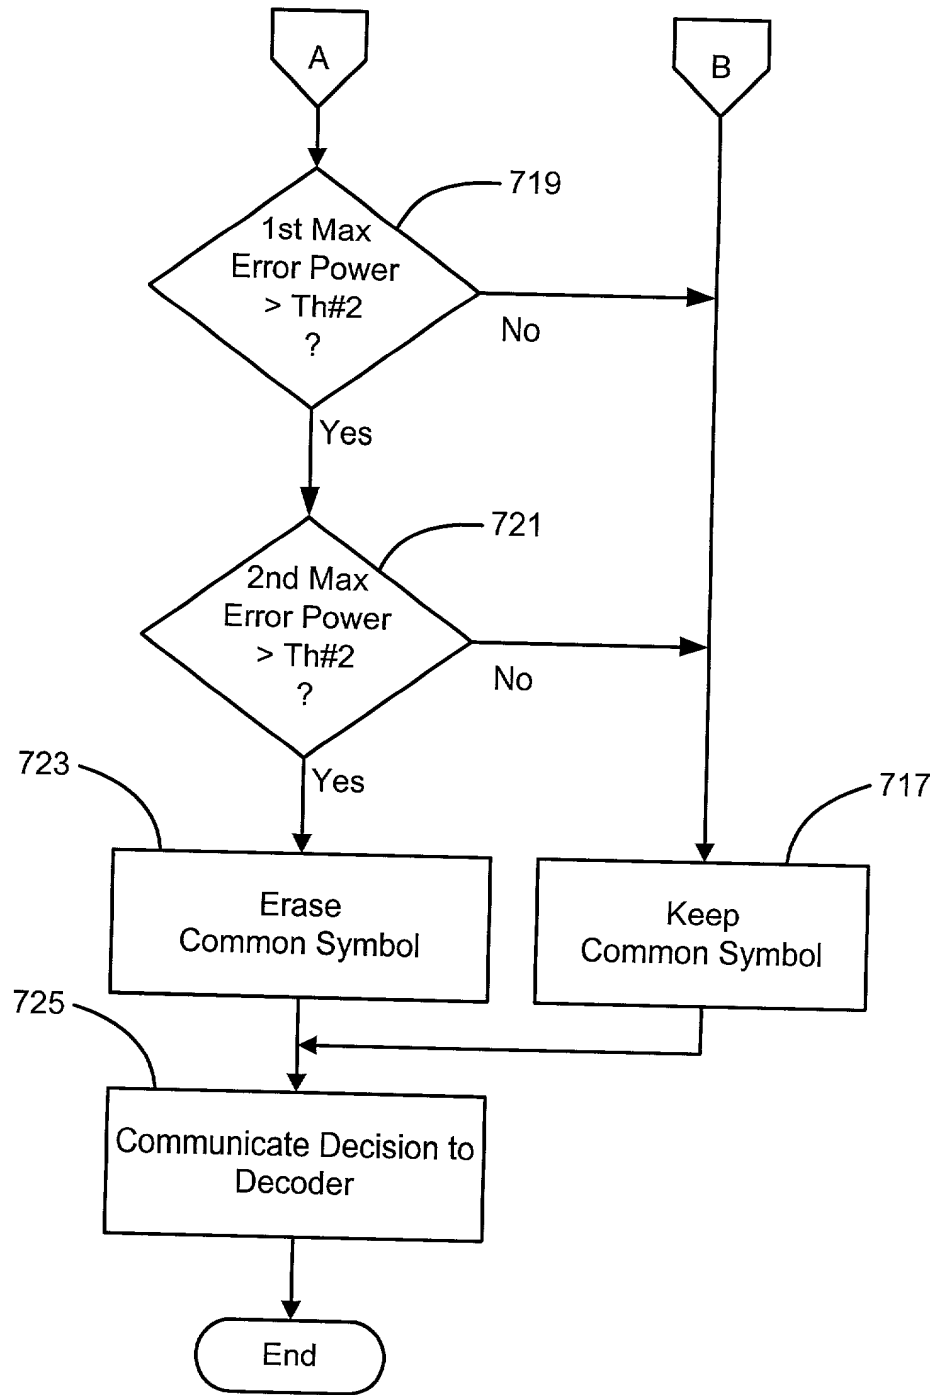 A
B
719
1st Max
Error Power
> Th#2
?
No
Yes
721
2nd Max
Error Power
> Th#2
?
No
Yes
723
717
Erase
Common Symbol
Keep
Common Symbol
725
Communicate Decision to
Decoder
End